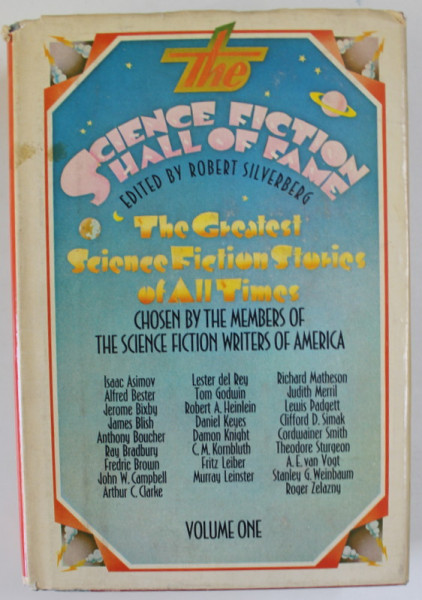 The
SCIENCE FICTION
HALL OF FAME
EDITED BY ROBERT SILVERBERG
The Greatest
Science Fiction Stories
of All Times
CHOSEN BY THE MEMBERS OF
THE SCIENCE FICTION WRITERS OF AMERICA
Isaac Asimov
Alfred Bester
Jerome Bixby
James Blish
Anthony Boucher
Ray Bradbury
Fredric Brown
John W. Campbell
Arthur C. Clarke
Lester del Rey
Tom Godwin
Robert A. Heinlein
Daniel Keyes
Damon Knight
C. M. Kornbluth
Fritz Leiber
Murray Leinster
Richard Matheson
Judith Merril
Lewis Padgett
Clifford D. Simak
Cordwainer Smith
Theodore Sturgeon
A. E. van Vogt
Stanley G. Weinbaum
Roger Zelazny
VOLUME ONE